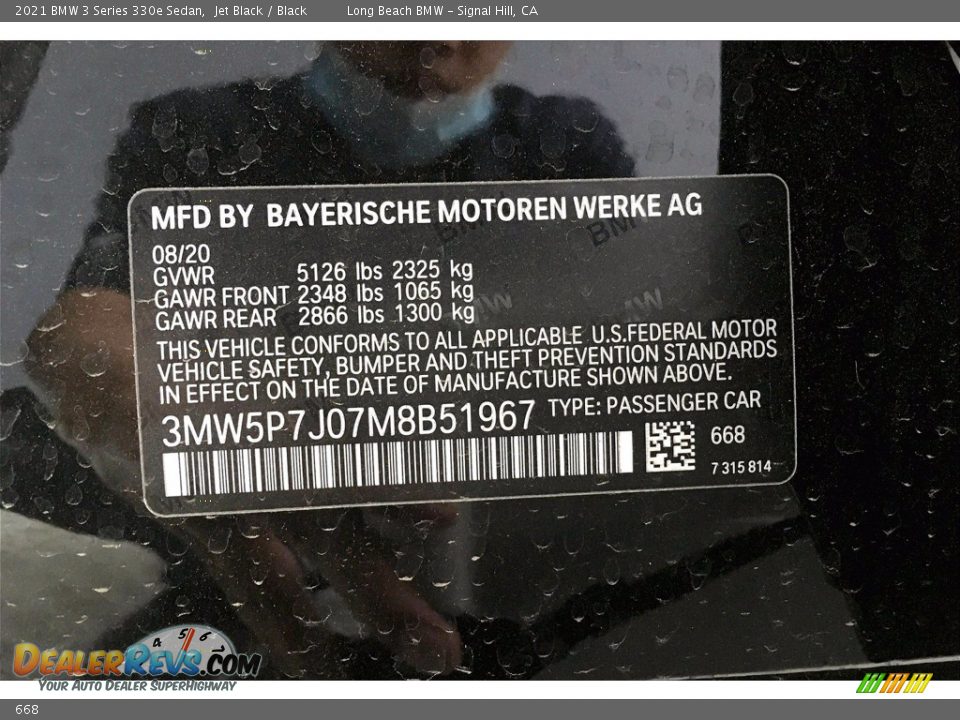 2021 BMW 3 Series 330e Sedan, Jet Black / Black Long Beach BMW - Signal Hill, CA
MFD BY BAYERISCHE MOTOREN WERKE AG
08/20
GVWR 5126 lbs 2325 kg
GAWR FRONT 2348 lbs 1065 kg
GAWR REAR 2866 lbs 1300 kg
THIS VEHICLE CONFORMS TO ALL APPLICABLE U.S.FEDERAL MOTOR
VEHICLE SAFETY, BUMPER AND THEFT PREVENTION STANDARDS
IN EFFECT ON THE DATE OF MANUFACTURE SHOWN ABOVE.
3MW5P7J07M8B51967 TYPE: PASSENGER CAR
668
7 315 814
4 5 6
DEALERREVS.COM
YOUR AUTO DEALER SUPERHIGHWAY
668